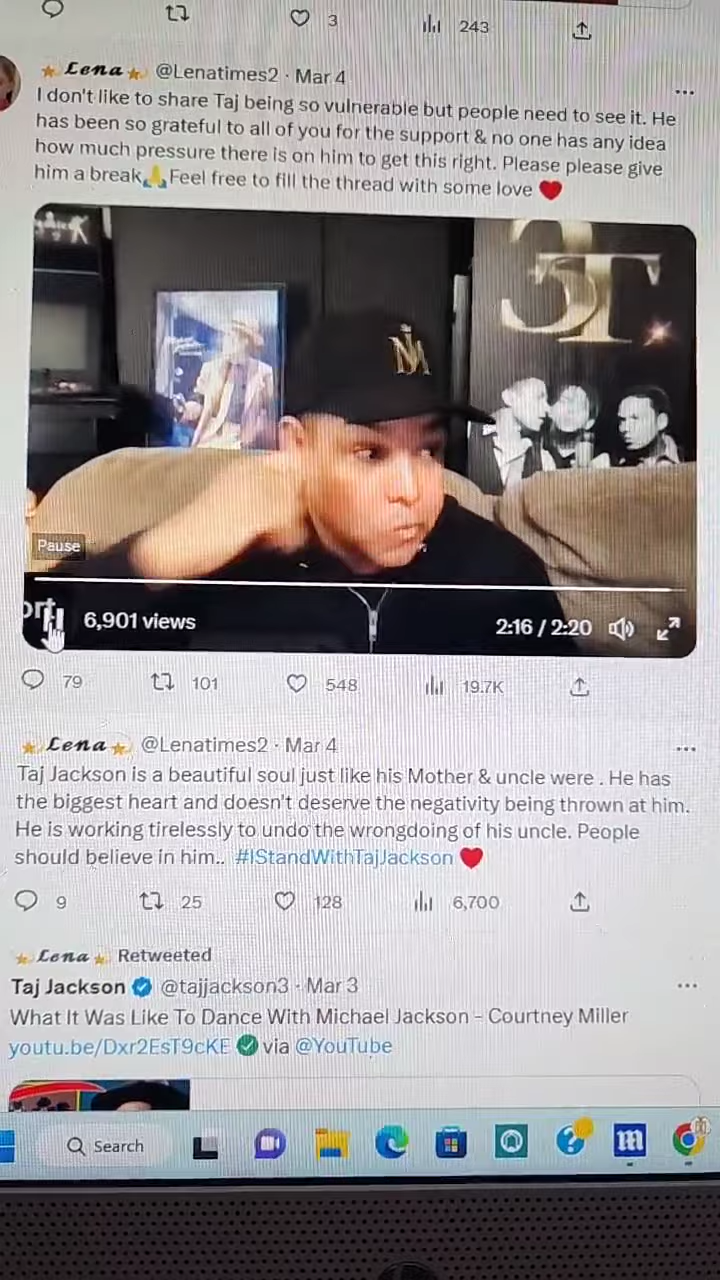 3 243
⭐ Lena ⭐ @Lenatimes2 · Mar 4 ...
I don't like to share Taj being so vulnerable but people need to see it. He
has been so grateful to all of you for the support & no one has any idea
how much pressure there is on him to get this right. Please please give
him a break🙏Feel free to fill the thread with some love ❤️
3T
M
Pause
6,901 views 2:16 / 2:20
79 101 548 19.7K
⭐ Lena ⭐ @Lenatimes2 · Mar 4 ...
Taj Jackson is a beautiful soul just like his Mother & uncle were . He has
the biggest heart and doesn't deserve the negativity being thrown at him.
He is working tirelessly to undo the wrongdoing of his uncle. People
should believe in him.. #IStandWithTajJackson ❤️
9 25 128 6,700
⭐ Lena ⭐ Retweeted
Taj Jackson @tajjackson3 · Mar 3 ...
What It Was Like To Dance With Michael Jackson - Courtney Miller
youtu.be/Dxr2EsT9cKE ✅ via @YouTube
Search
m